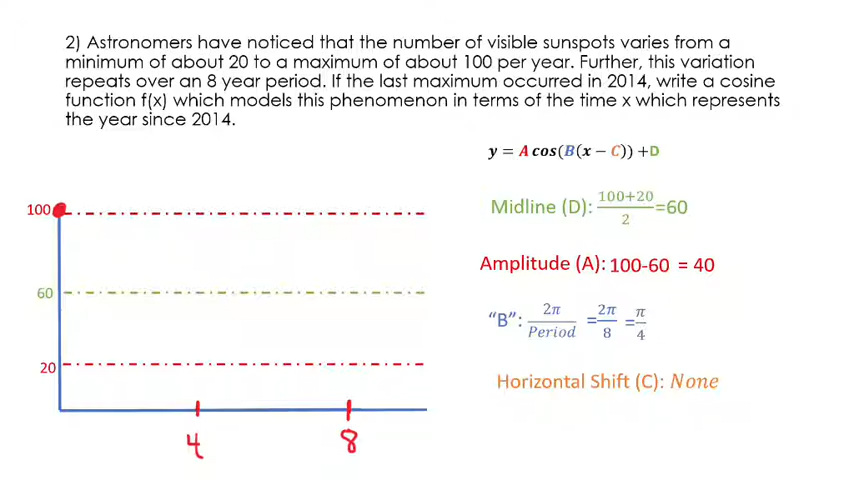 2) Astronomers have noticed that the number of visible sunspots varies from a
minimum of about 20 to a maximum of about 100 per year. Further, this variation
repeats over an 8 year period. If the last maximum occurred in 2014, write a cosine
function f(x) which models this phenomenon in terms of the time x which represents
the year since 2014.
y = A cos(B(x − C)) +D
Midline (D): 100+20/2=60
Amplitude (A): 100-60 = 40
"B": 2π/Period =2π/8 =π/4
Horizontal Shift (C): None
100
60
20
4 8